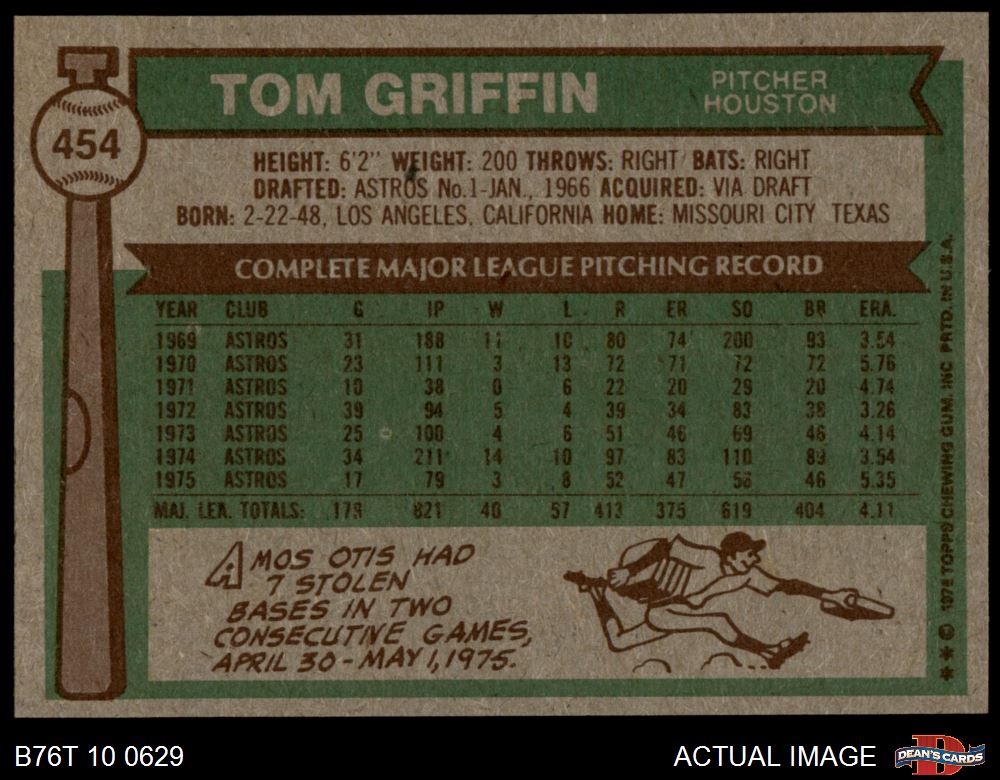 TOM GRIFFIN
PITCHER
HOUSTON
454
HEIGHT: 6'2" WEIGHT: 200 THROWS: RIGHT BATS: RIGHT
DRAFTED: ASTROS No.1-JAN., 1966 ACQUIRED: VIA DRAFT
BORN: 2-22-48, LOS ANGELES, CALIFORNIA HOME: MISSOURI CITY TEXAS
COMPLETE MAJOR LEAGUE PITCHING RECORD
YEAR CLUB G IP W L R ER SO BR ERA.
1969 ASTROS 31 188 11 10 80 74 200 93 3.54
1970 ASTROS 23 111 3 13 72 71 72 72 5.76
1971 ASTROS 10 38 0 6 22 20 29 20 4.74
1972 ASTROS 39 94 5 4 39 34 83 38 3.26
1973 ASTROS 25 100 4 6 51 46 69 46 4.14
1974 ASTROS 34 211 14 10 97 83 110 89 3.54
1975 ASTROS 17 79 3 8 52 47 56 46 5.35
MAJ. LEA. TOTALS: 179 821 40 57 413 375 619 404 4.11
AMOS OTIS HAD
7 STOLEN
BASES IN TWO
CONSECUTIVE GAMES,
APRIL 30 - MAY 1, 1975.
* * © 1976 TOPPS CHEWING GUM. INC PRTD. IN U.S.A.
B76T 10 0629
ACTUAL IMAGE
D
DEAN'S CARDS